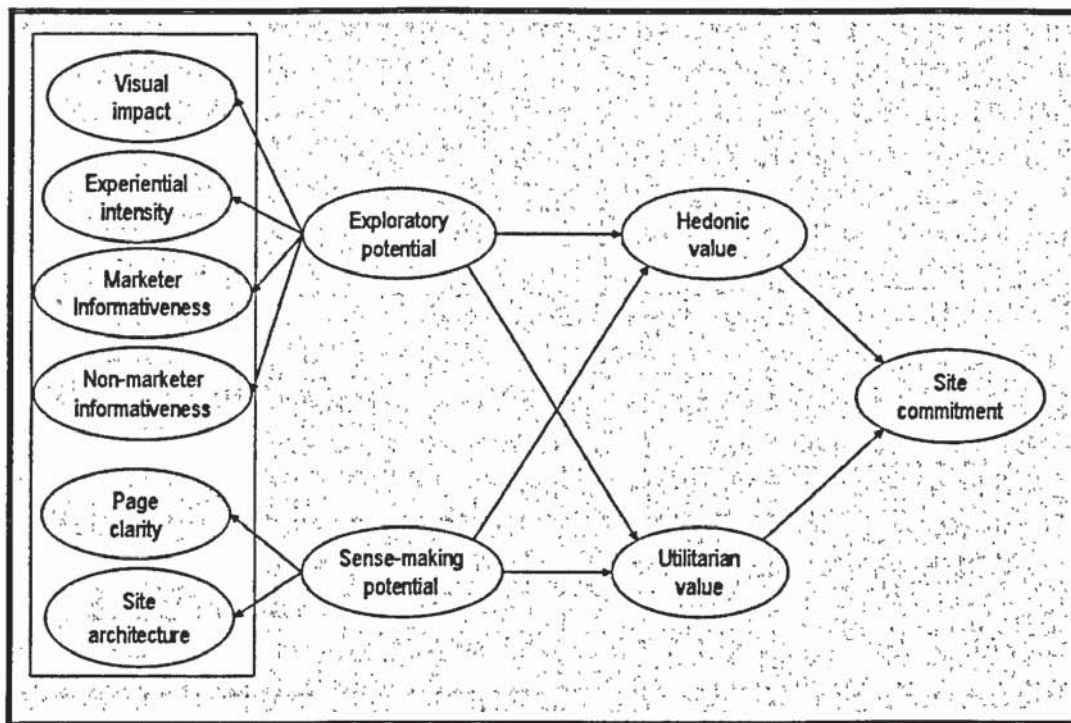 Visual
impact
Experiential
intensity
Marketer
Informativeness
Non-marketer
informativeness
Page
clarity
Site
architecture
Exploratory
potential
Sense-making
potential
Hedonic
value
Utilitarian
value
Site
commitment